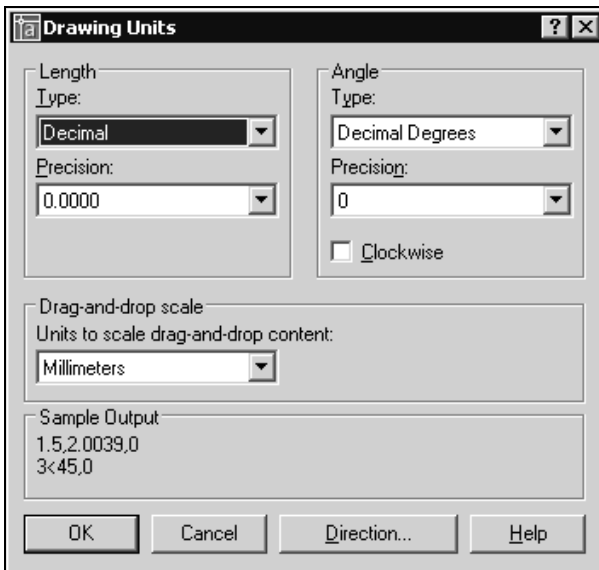 Drawing Units
Length
Type:
Decimal
Precision:
0.0000
Angle
Type:
Decimal Degrees
Precision:
0
Clockwise
Drag-and-drop scale
Units to scale drag-and-drop content:
Millimeters
Sample Output
1.5,2.0039,0
3<45,0
OK Cancel Direction... Help